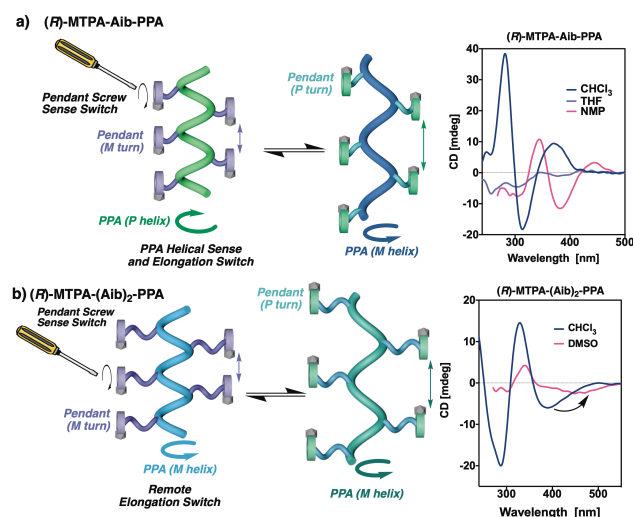 a) (R)-MTPA-Aib-PPA
Pendant Screw
Sense Switch
Pendant
(M turn)
PPA (P helix)
PPA Helical Sense
and Elongation Switch
Pendant
(P turn)
PPA (M helix)
(R)-MTPA-Aib-PPA
CHCl3
THF
NMP
CD [mdeg]
40
30
20
10
0
-10
-20
300
400
500
Wavelength [nm]
b) (R)-MTPA-(Aib)2-PPA
Pendant Screw
Sense Switch
Pendant
(M turn)
PPA (M helix)
Remote
Elongation Switch
Pendant
(P turn)
PPA (M helix)
(R)-MTPA-(Aib)2-PPA
CHCl3
DMSO
CD [mdeg]
20
10
0
-10
-20
300
400
500
Wavelength [nm]